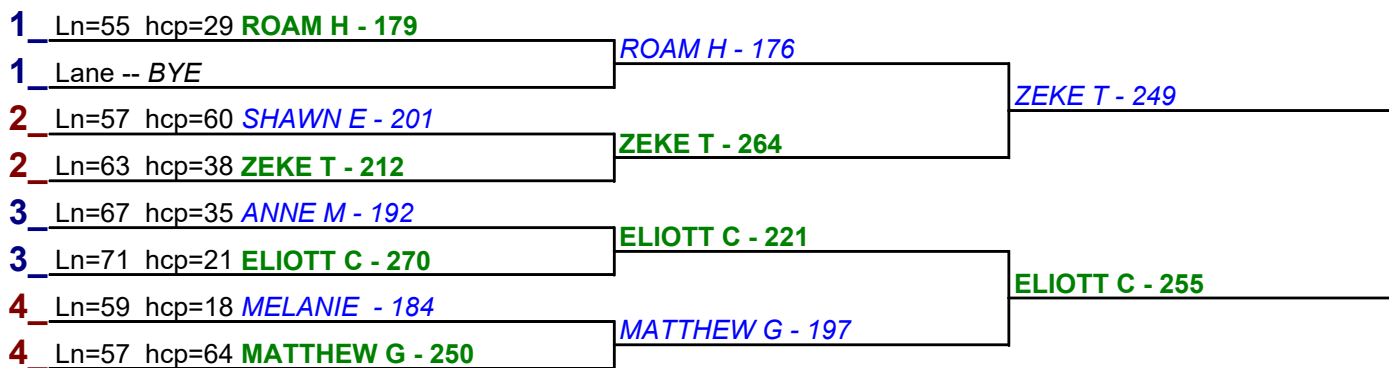 1_ Ln=55 hcp=29 ROAM H - 179
ROAM H - 176
1_ Lane -- BYE
ZEKE T - 249
2_ Ln=57 hcp=60 SHAWN E - 201
ZEKE T - 264
2_ Ln=63 hcp=38 ZEKE T - 212
3_ Ln=67 hcp=35 ANNE M - 192
ELIOTT C - 221
3_ Ln=71 hcp=21 ELIOTT C - 270
ELIOTT C - 255
4_ Ln=59 hcp=18 MELANIE - 184
MATTHEW G - 197
4_ Ln=57 hcp=64 MATTHEW G - 250